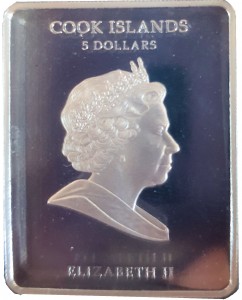 COOK ISLANDS
5 DOLLARS
ELIZABETH II